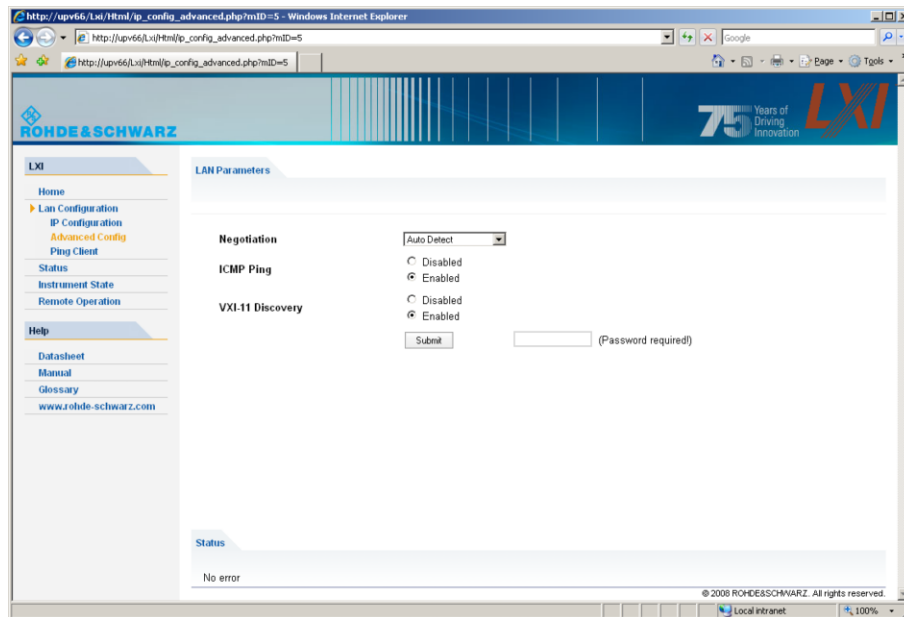 http://upv66/Lxi/Html/ip_config_advanced.php?mID=5 - Windows Internet Explorer
http://upv66/Lxi/Html/ip_config_advanced.php?mID=5
Google
http://upv66/Lxi/Html/ip_config_advanced.php?mID=5
Page
Tools
ROHDE&SCHWARZ
75 Years of
Driving
Innovation
LXI
LXI
Home
Lan Configuration
IP Configuration
Advanced Config
Ping Client
Status
Instrument State
Remote Operation
Help
Datasheet
Manual
Glossary
www.rohde-schwarz.com
LAN Parameters
Negotiation
Auto Detect
ICMP Ping
Disabled
Enabled
VXI-11 Discovery
Disabled
Enabled
Submit
(Password required!)
Status
No error
© 2008 ROHDE&SCHWARZ. All rights reserved.
Local intranet
100%